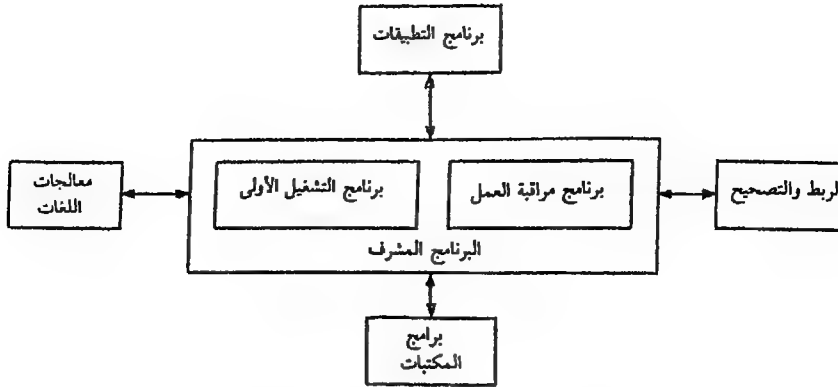 برنامج التطبيقات
برنامج مراقبة العمل
برنامج التشغيل الأولى
البرنامج المشرف
الربط والتصحيح
معالجات
اللغات
برامج
المكتبات